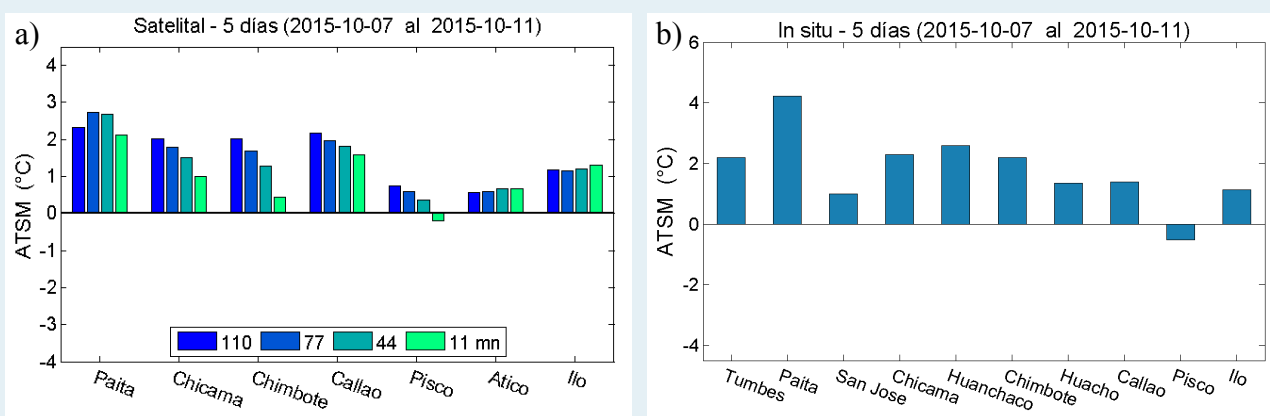 a)
Satelital - 5 días (2015-10-07 al 2015-10-11)
ATSM (°C)
4
3
2
1
0
-1
-2
-3
-4
110 77 44 11 mn
Paita Chicama Chimbote Callao Pisco Atico Ilo
b)
In situ - 5 días (2015-10-07 al 2015-10-11)
ATSM (°C)
6
4
2
0
-2
-4
Tumbes Paita San Jose Chicama Huanchaco Chimbote Huacho Callao Pisco Ilo